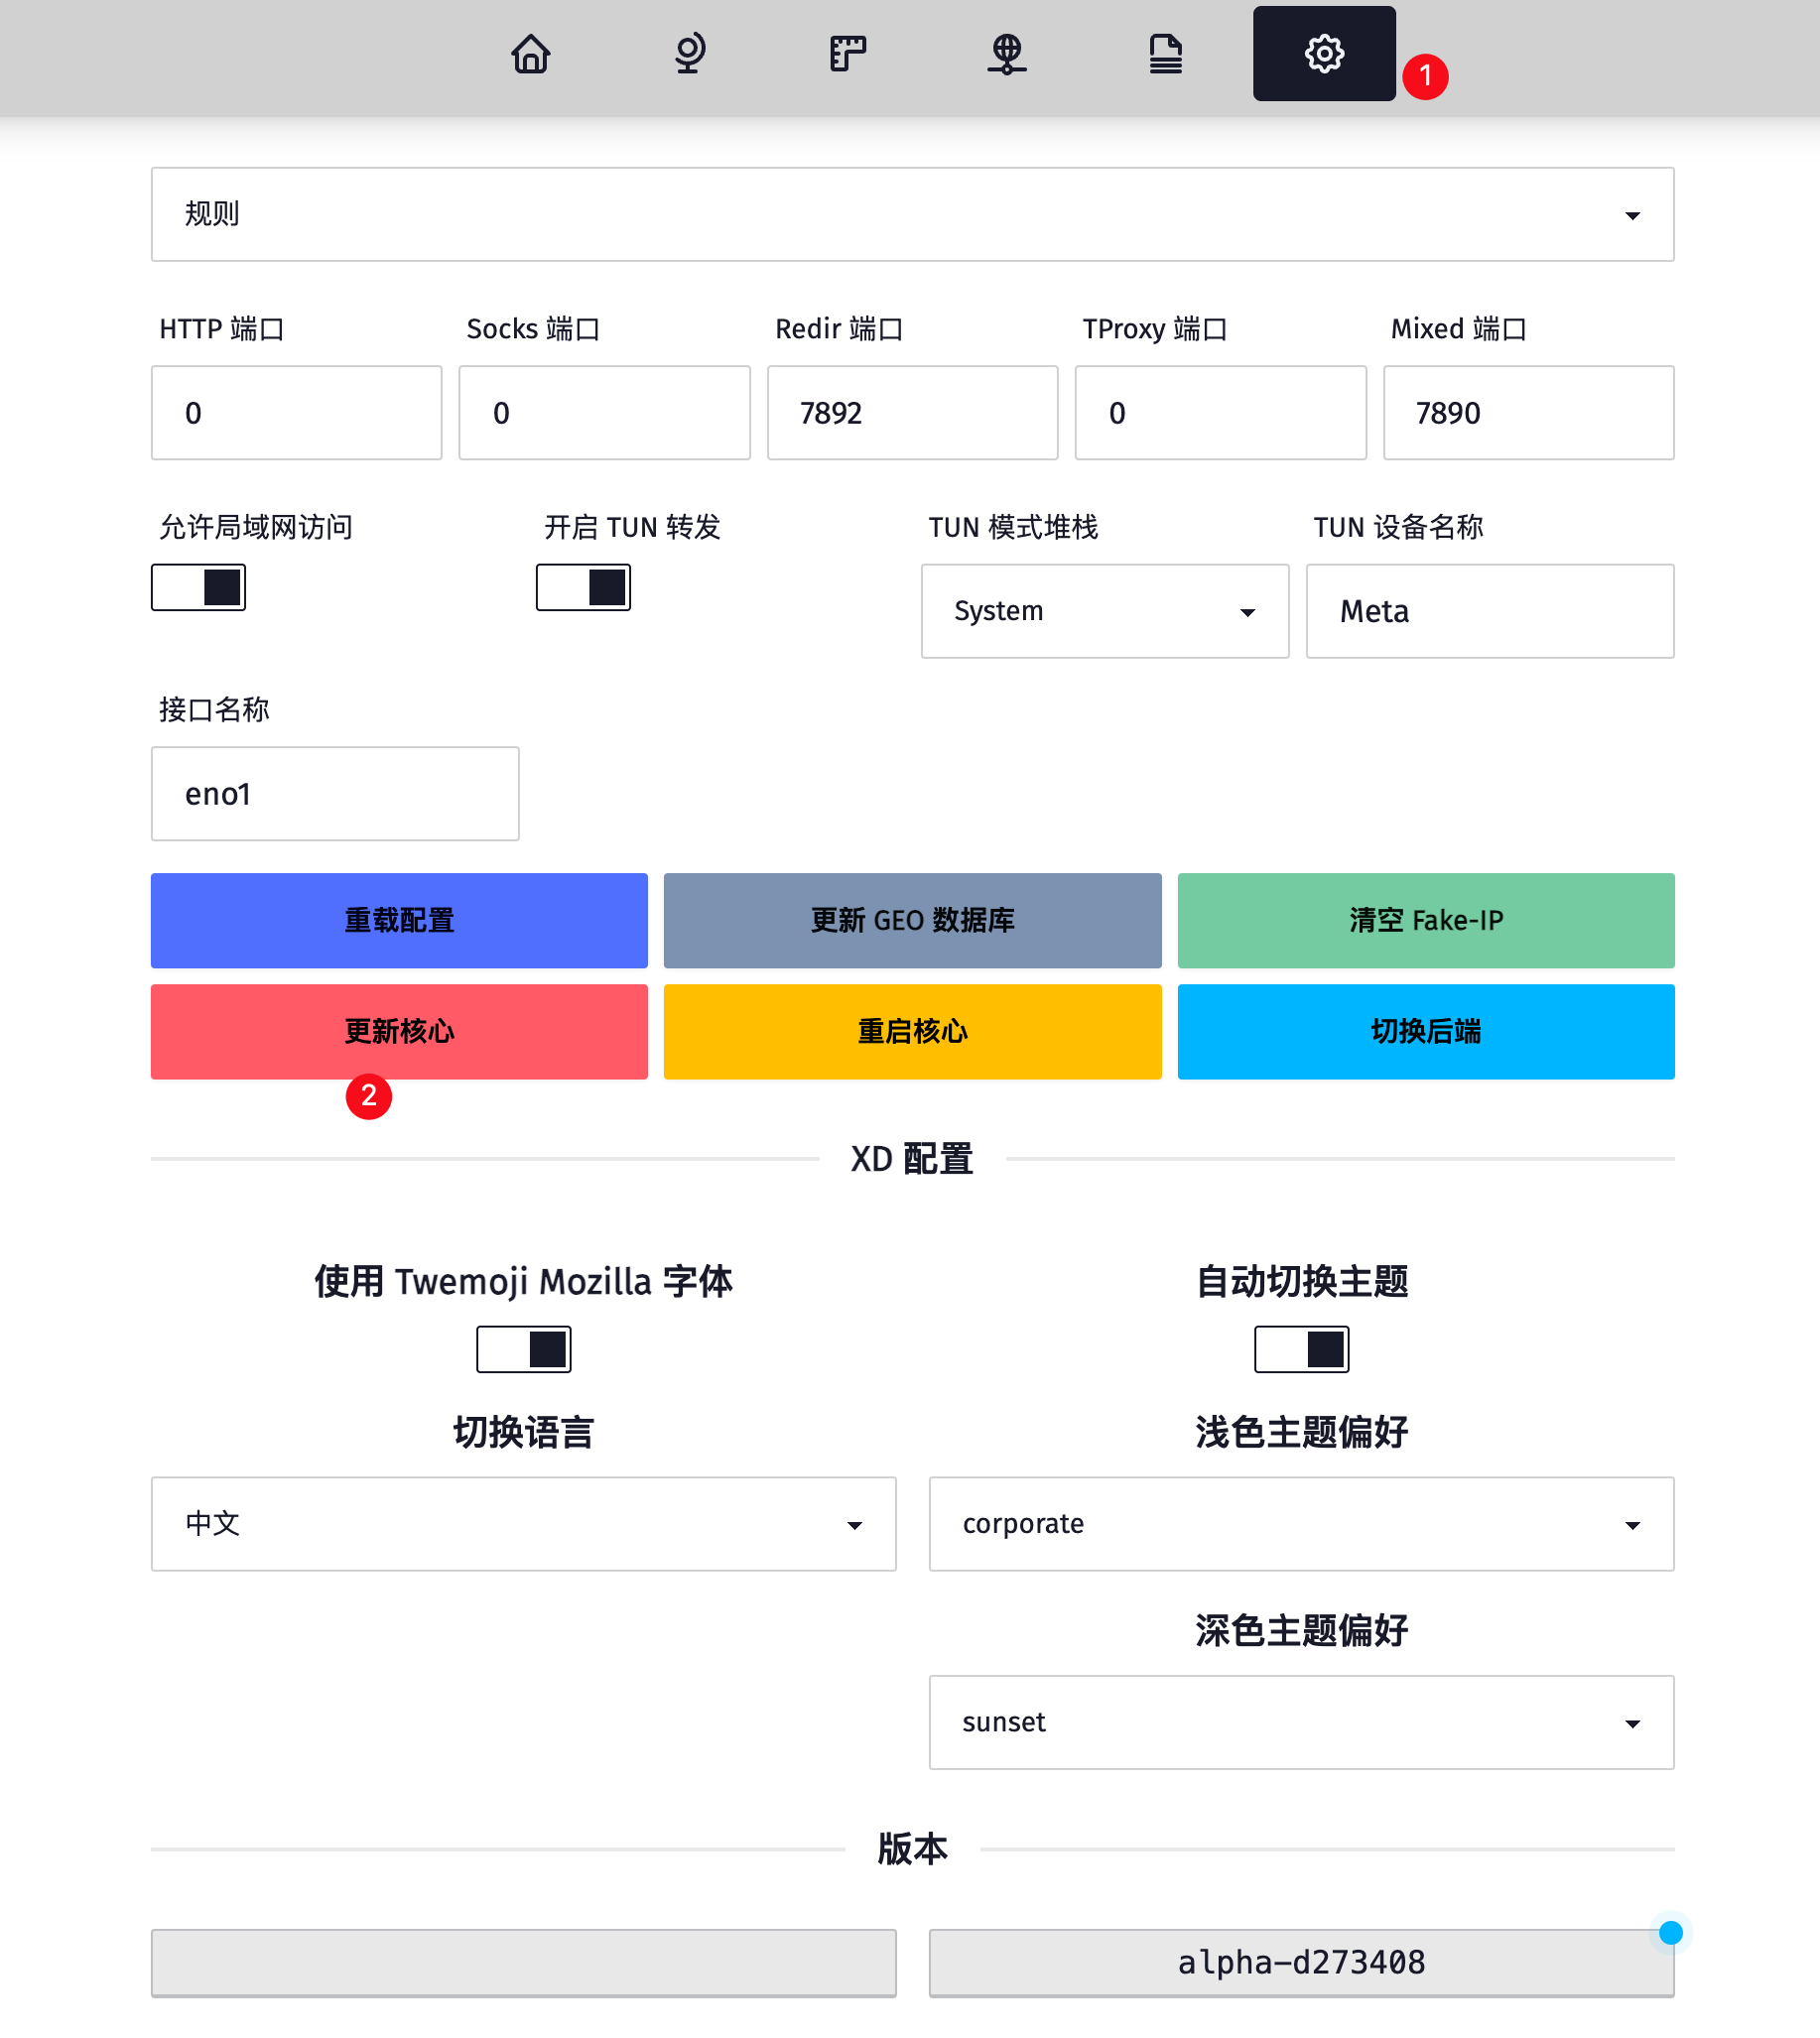 1
规则
HTTP 端口
Socks 端口
Redir 端口
TProxy 端口
Mixed 端口
0
0
7892
0
7890
允许局域网访问
开启 TUN 转发
TUN 模式堆栈
TUN 设备名称
System
Meta
接口名称
eno1
重载配置
更新 GEO 数据库
清空 Fake-IP
更新核心
重启核心
切换后端
2
XD 配置
使用 Twemoji Mozilla 字体
自动切换主题
切换语言
浅色主题偏好
中文
corporate
深色主题偏好
sunset
版本
alpha-d273408